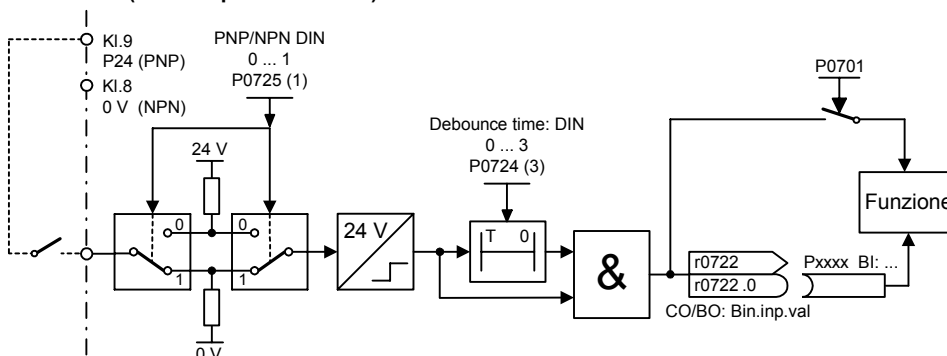 Kl.9
P24 (PNP)
Kl.8
0 V (NPN)
PNP/NPN DIN
0 ... 1
P0725 (1)
P0701
Debounce time: DIN
0 ... 3
P0724 (3)
24 V
0
0
1
1
0 V
24 V
T
0
&
Funzione
r0722
r0722 .0
Pxxxx BI: ...
CO/BO: Bin.inp.val